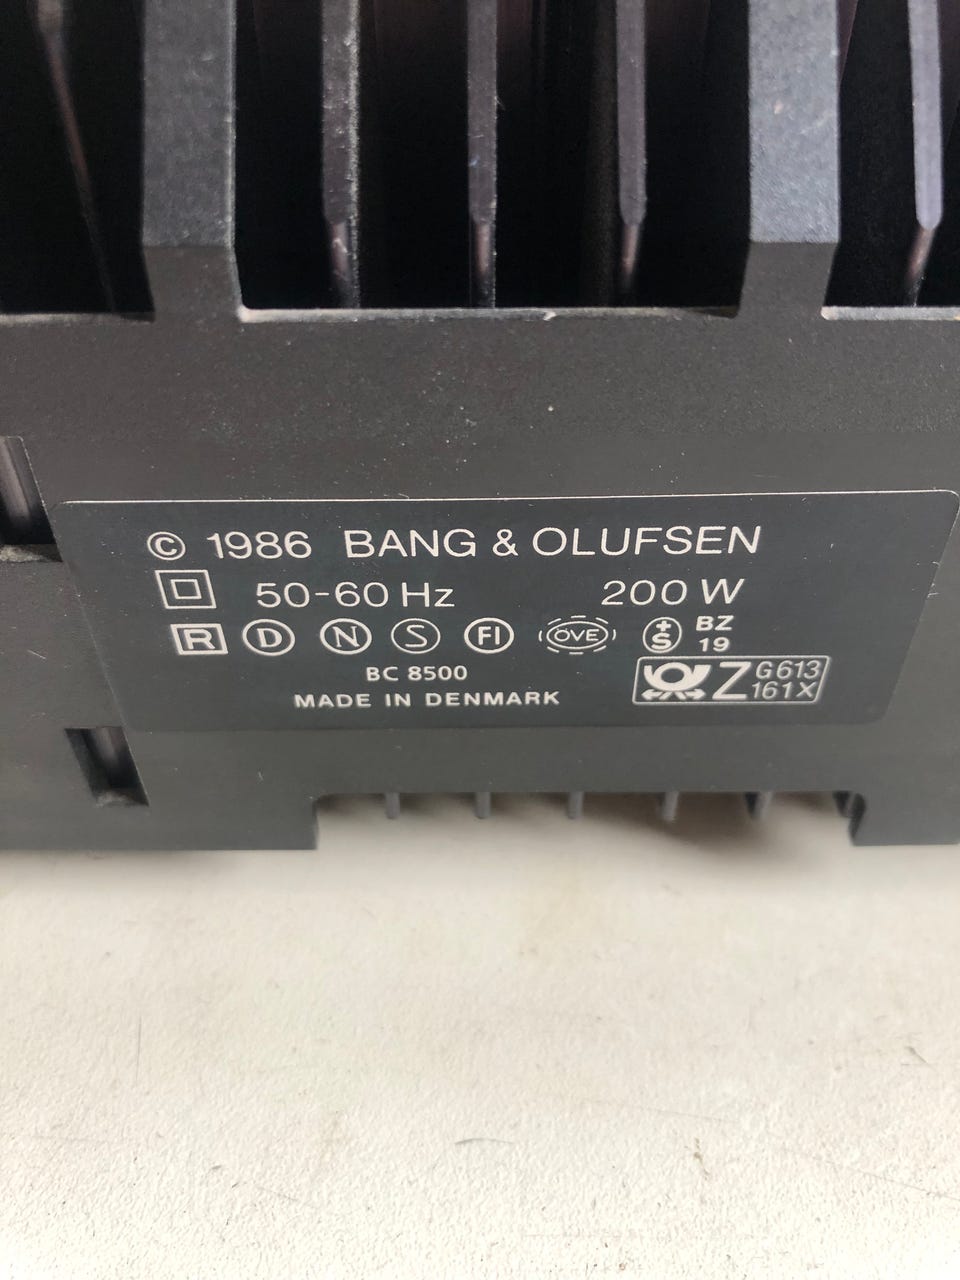 © 1986 BANG & OLUFSEN
50-60 Hz 200 W
R D N S FI ÖVE +S BZ 19
BC 8500
MADE IN DENMARK
Z G613 161X